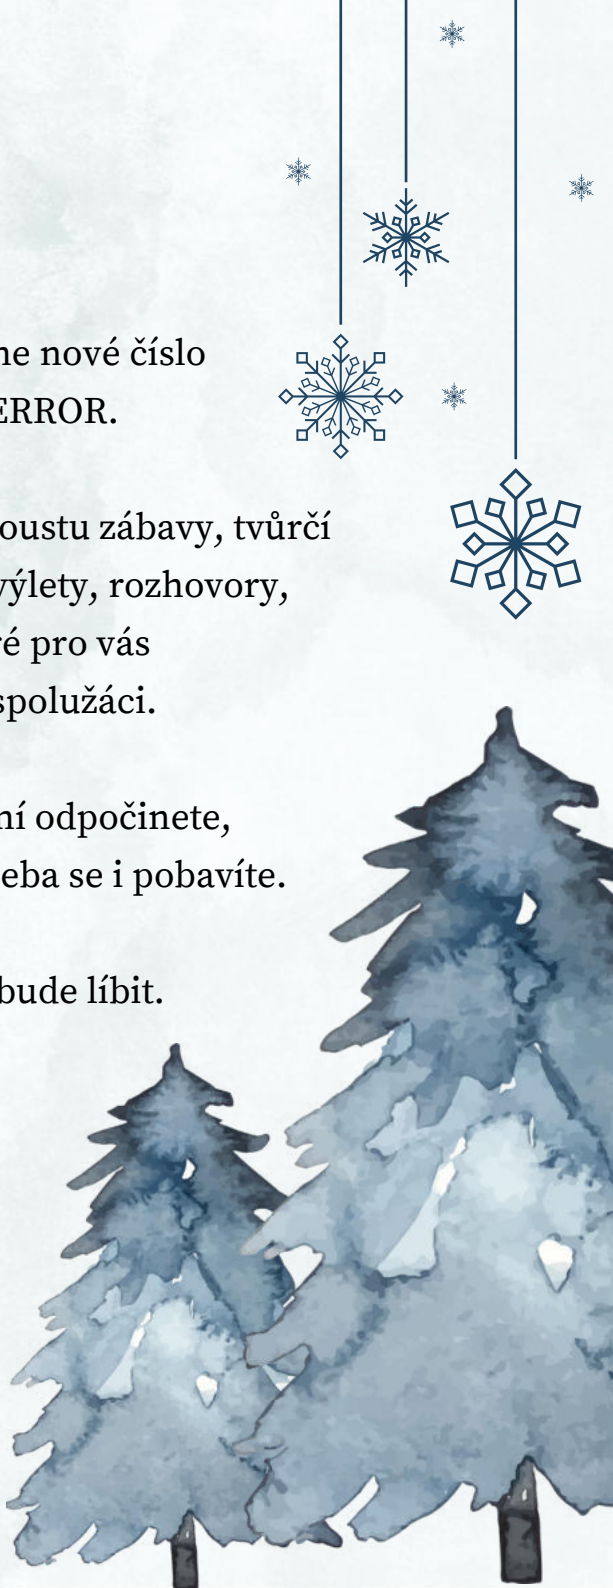 ne nové číslo
ERROR.
oustu zábavy, tvůrčí
výlety, rozhovory,
ré pro vás
spolužáci.
ní odpočinete,
eba se i pobavíte.
bude líbit.